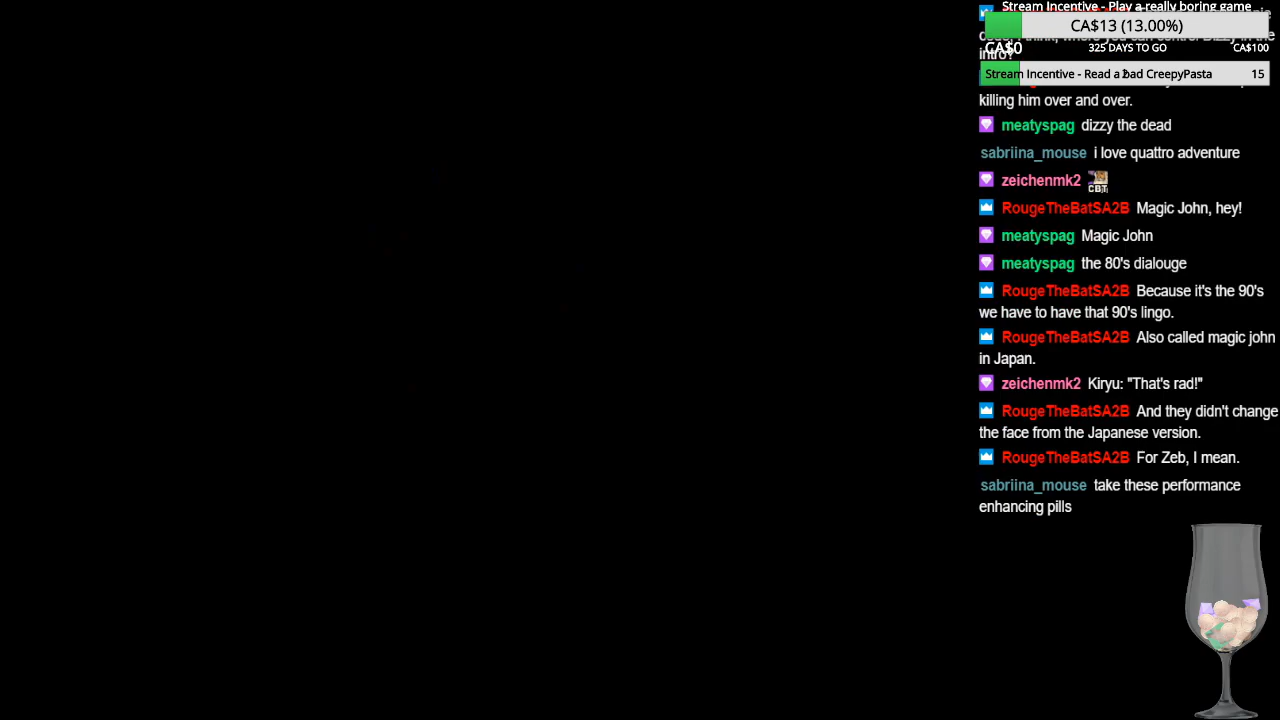 Stream Incentive - Play a really boring game
CA$13 (13.00%)
intro?
CA$0 325 DAYS TO GO CA$100
Stream Incentive - Read a bad CreepyPasta 2 15
killing him over and over.
meatyspag dizzy the dead
sabriina_mouse i love quattro adventure
zeichenmk2 CBT
RougeTheBatSA2B Magic John, hey!
meatyspag Magic John
meatyspag the 80's dialouge
RougeTheBatSA2B Because it's the 90's
we have to have that 90's lingo.
RougeTheBatSA2B Also called magic john
in Japan.
zeichenmk2 Kiryu: "That's rad!"
RougeTheBatSA2B And they didn't change
the face from the Japanese version.
RougeTheBatSA2B For Zeb, I mean.
sabriina_mouse take these performance
enhancing pills